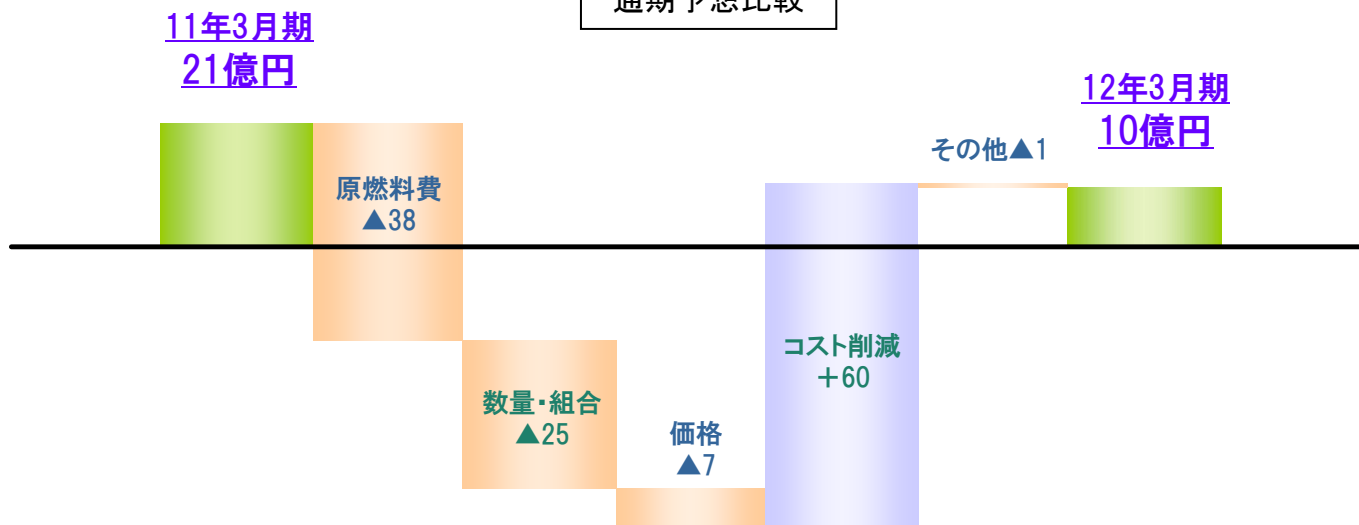 通期予想比較
11年3月期
21億円
12年3月期
10億円
その他▲1
原燃料費
▲38
コスト削減
＋60
数量・組合
▲25
価格
▲7